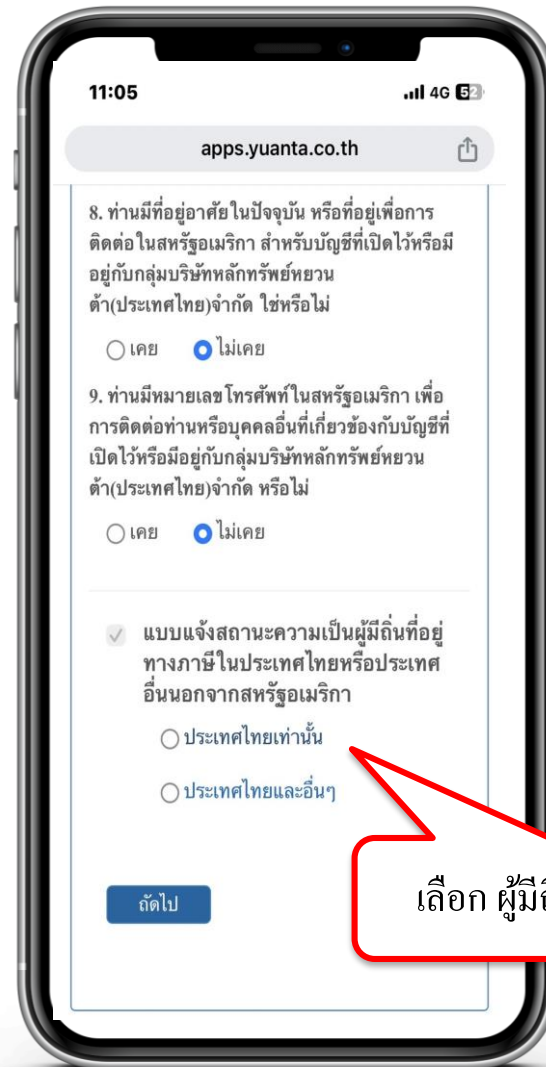 11:05
4G 52
apps.yuanta.co.th
8. ท่านมีที่อยู่อาศัยในปัจจุบัน หรือที่อยู่เพื่อการ
ติดต่อในสหรัฐอเมริกา สำหรับบัญชีที่เปิดไว้หรือมี
อยู่กับกลุ่มบริษัทหลักทรัพย์หยวน
ต้า(ประเทศไทย)จำกัด ใช่หรือไม่
เคย ไม่เคย
9. ท่านมีหมายเลขโทรศัพท์ในสหรัฐอเมริกา เพื่อ
การติดต่อท่านหรือบุคคลอื่นที่เกี่ยวข้องกับบัญชีที่
เปิดไว้หรือมีอยู่กับกลุ่มบริษัทหลักทรัพย์หยวน
ต้า(ประเทศไทย)จำกัด หรือไม่
เคย ไม่เคย
แบบแจ้งสถานะความเป็นผู้มีถิ่นที่อยู่
ทางภาษีในประเทศไทยหรือประเทศ
อื่นนอกจากสหรัฐอเมริกา
ประเทศไทยเท่านั้น
ประเทศไทยและอื่นๆ
ถัดไป
เลือก ผู้มี